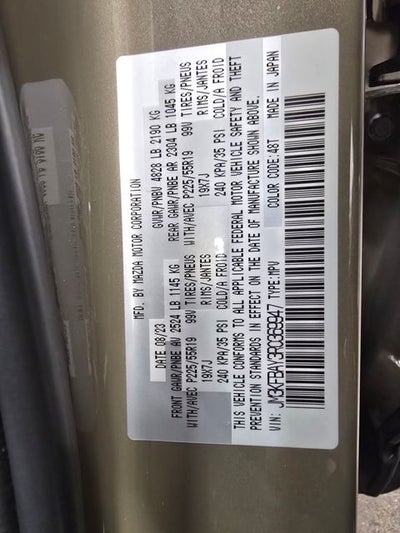 MFD. BY MAZDA MOTOR CORPORATION
DATE 08/23 GVWR/PNBV 4828 LB 2190 KG
FRONT GAWR/PNBE AV 2524 LB 1145 KG REAR GAWR/PNBE AR 2304 LB 1045 KG
WITH/AVEC P225/55R19 99V TIRES/PNEUS WITH/AVEC P225/55R19 99V TIRES/PNEUS
19X7J RIMS/JANTES 19X7J RIMS/JANTES
240 KPA/35 PSI COLD/A FROID 240 KPA/35 PSI COLD/A FROID
THIS VEHICLE CONFORMS TO ALL APPLICABLE FEDERAL MOTOR VEHICLE SAFETY AND THEFT
PREVENTION STANDARDS IN EFFECT ON THE DATE OF MANUFACTURE SHOWN ABOVE.
COLOR CODE:48T MADE IN JAPAN
JM3KFBAY3R0369947 TYPE:MPV